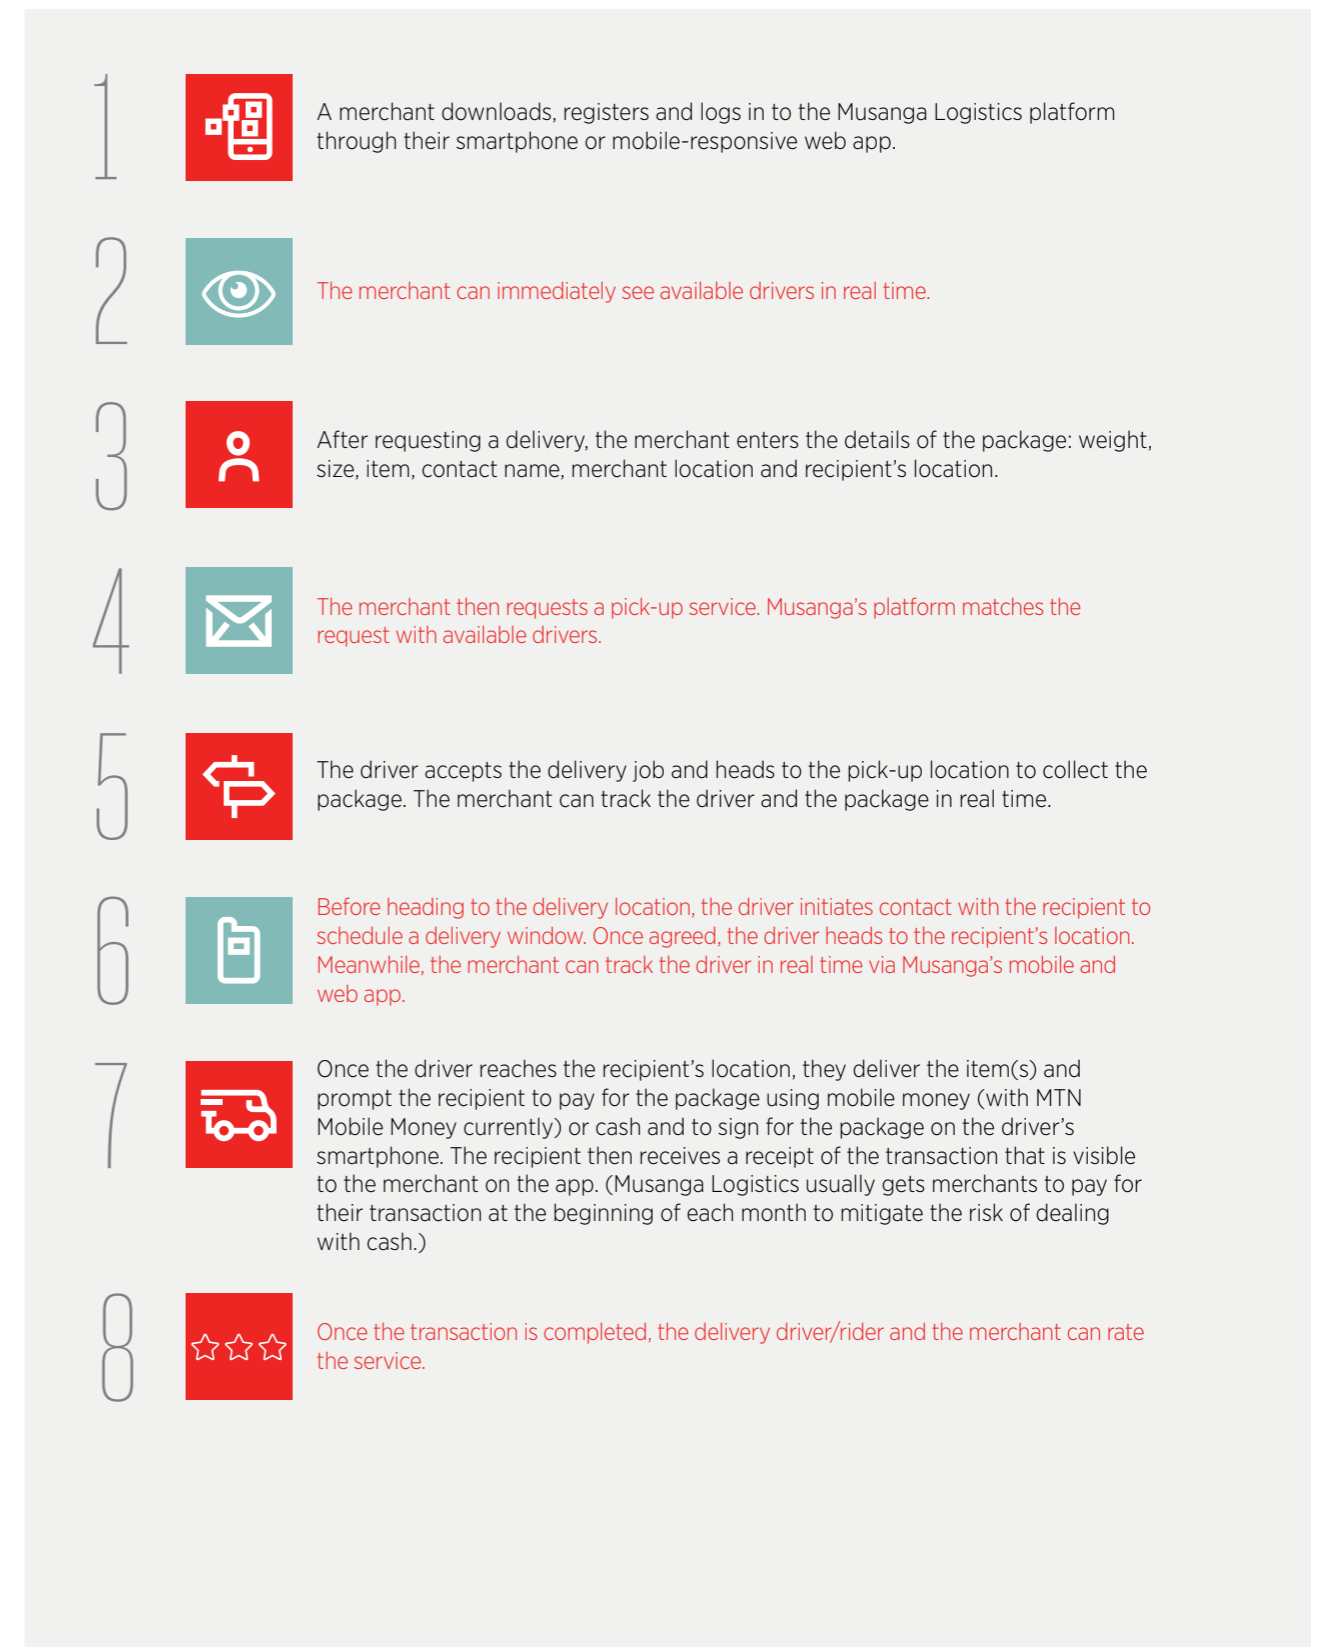 1
A merchant downloads, registers and logs in to the Musanga Logistics platform
through their smartphone or mobile-responsive web app.
2
The merchant can immediately see available drivers in real time.
3
After requesting a delivery, the merchant enters the details of the package: weight,
size, item, contact name, merchant location and recipient’s location.
4
The merchant then requests a pick-up service. Musanga’s platform matches the
request with available drivers.
5
The driver accepts the delivery job and heads to the pick-up location to collect the
package. The merchant can track the driver and the package in real time.
6
Before heading to the delivery location, the driver initiates contact with the recipient to
schedule a delivery window. Once agreed, the driver heads to the recipient’s location.
Meanwhile, the merchant can track the driver in real time via Musanga’s mobile and
web app.
7
Once the driver reaches the recipient’s location, they deliver the item(s) and
prompt the recipient to pay for the package using mobile money (with MTN
Mobile Money currently) or cash and to sign for the package on the driver’s
smartphone. The recipient then receives a receipt of the transaction that is visible
to the merchant on the app. (Musanga Logistics usually gets merchants to pay for
their transaction at the beginning of each month to mitigate the risk of dealing
with cash.)
8
Once the transaction is completed, the delivery driver/rider and the merchant can rate
the service.